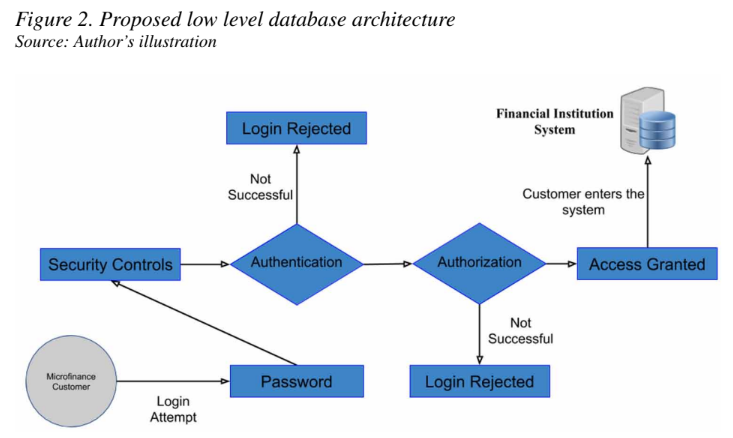 Figure 2. Proposed low level database architecture
Source: Author's illustration
Login Rejected
Financial Institution
System
Not
Successful
Customer enters the
system
Security Controls
Authentication
Authorization
Access Granted
Not
Successful
Microfinance
Customer
Login
Attempt
Password
Login Rejected